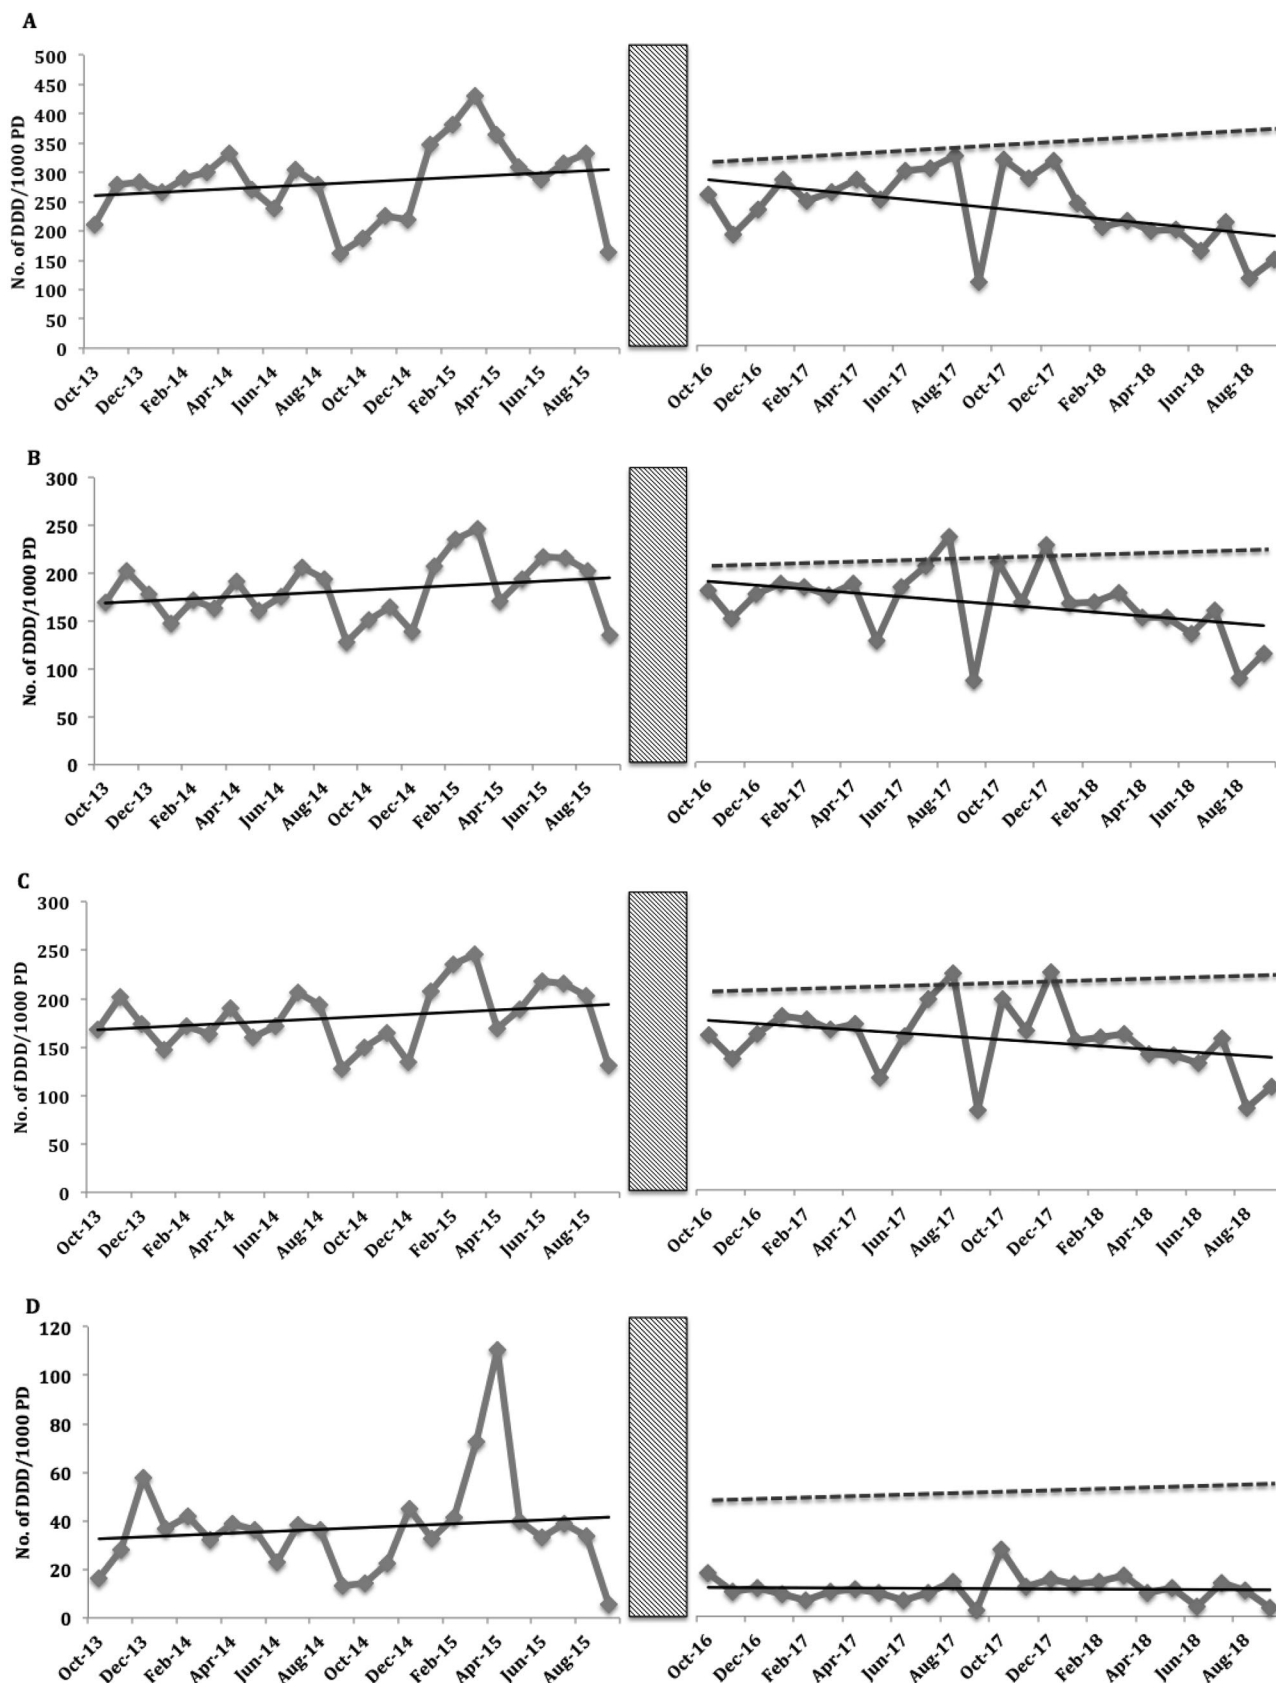 A
No. of DDD/1000 PD
500
450
400
350
300
250
200
150
100
50
0
Oct-13 Dec-13 Feb-14 Apr-14 Jun-14 Aug-14 Oct-14 Dec-14 Feb-15 Apr-15 Jun-15 Aug-15
Oct-16 Dec-16 Feb-17 Apr-17 Jun-17 Aug-17 Oct-17 Dec-17 Feb-18 Apr-18 Jun-18 Aug-18
B
No. of DDD/1000 PD
300
250
200
150
100
50
0
Oct-13 Dec-13 Feb-14 Apr-14 Jun-14 Aug-14 Oct-14 Dec-14 Feb-15 Apr-15 Jun-15 Aug-15
Oct-16 Dec-16 Feb-17 Apr-17 Jun-17 Aug-17 Oct-17 Dec-17 Feb-18 Apr-18 Jun-18 Aug-18
C
No. of DDD/1000 PD
300
250
200
150
100
50
0
Oct-13 Dec-13 Feb-14 Apr-14 Jun-14 Aug-14 Oct-14 Dec-14 Feb-15 Apr-15 Jun-15 Aug-15
Oct-16 Dec-16 Feb-17 Apr-17 Jun-17 Aug-17 Oct-17 Dec-17 Feb-18 Apr-18 Jun-18 Aug-18
D
No. of DDD/1000 PD
120
100
80
60
40
20
0
Oct-13 Dec-13 Feb-14 Apr-14 Jun-14 Aug-14 Oct-14 Dec-14 Feb-15 Apr-15 Jun-15 Aug-15
Oct-16 Dec-16 Feb-17 Apr-17 Jun-17 Aug-17 Oct-17 Dec-17 Feb-18 Apr-18 Jun-18 Aug-18